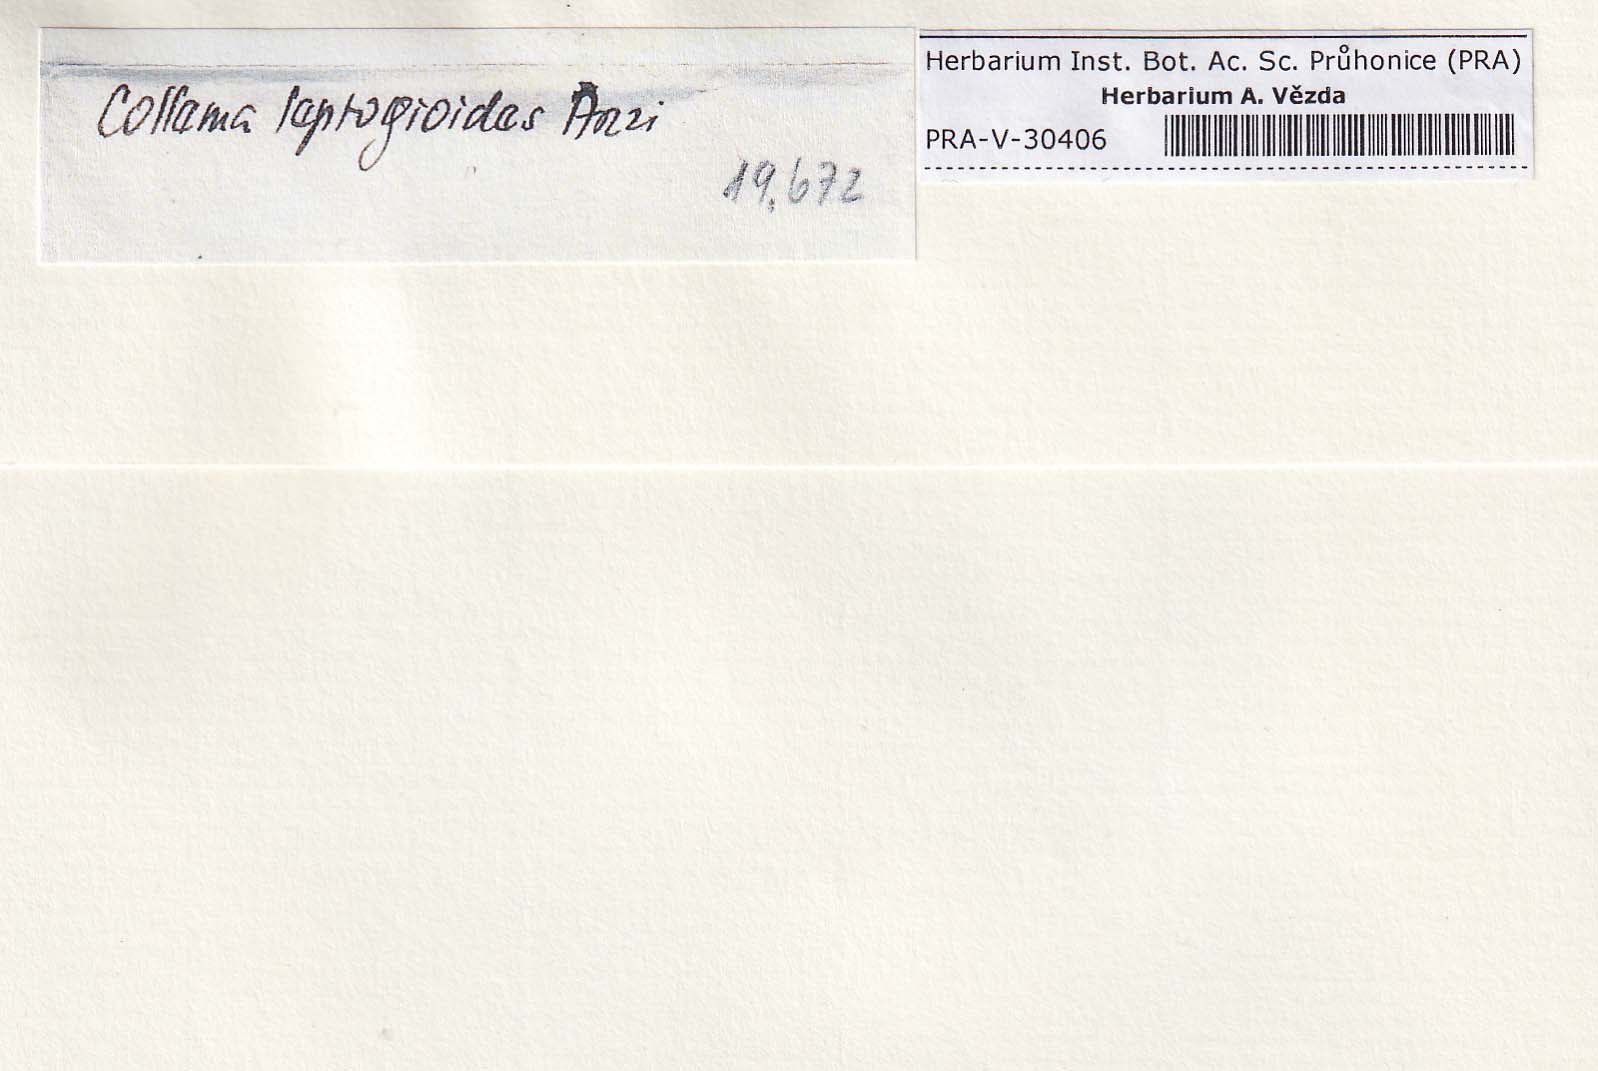 Collema leptogioides Anzi
19.672
Herbarium Inst. Bot. Ac. Sc. Průhonice (PRA)
Herbarium A. Vězda
PRA-V-30406